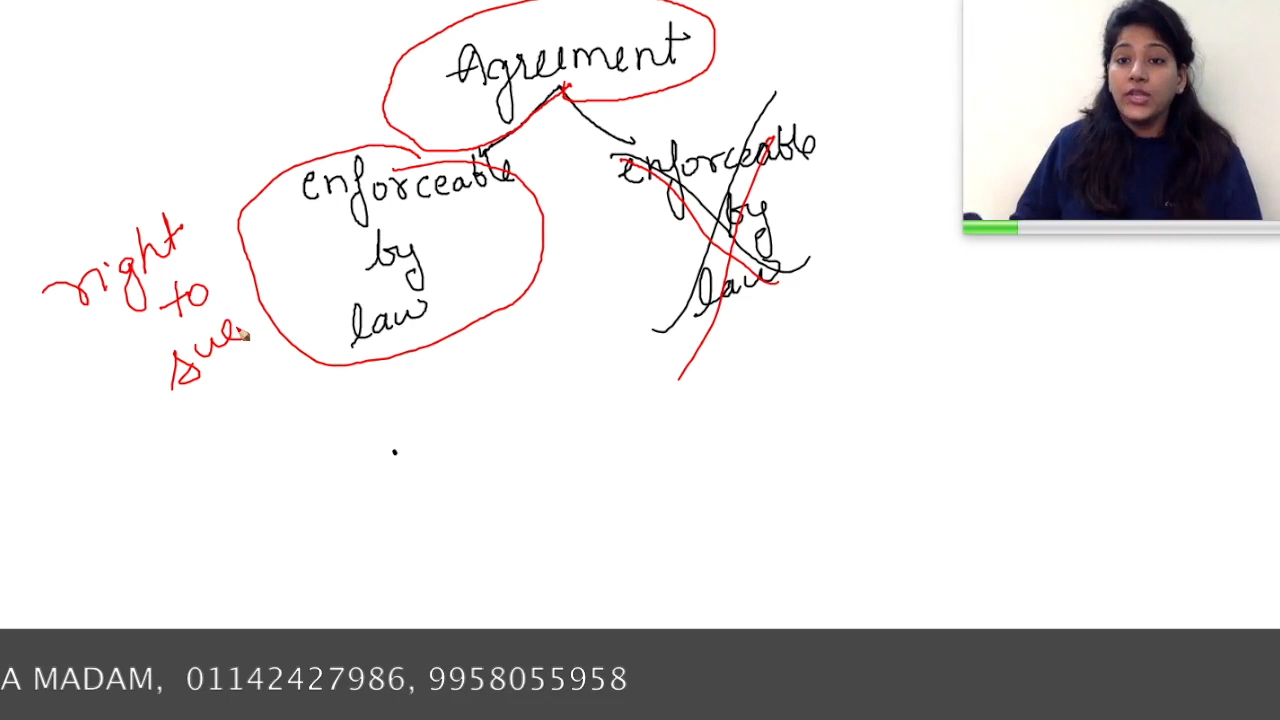 Agreement
enforceable
by
law
enforceable
by
law
right
to
sue
A MADAM, 01142427986, 9958055958